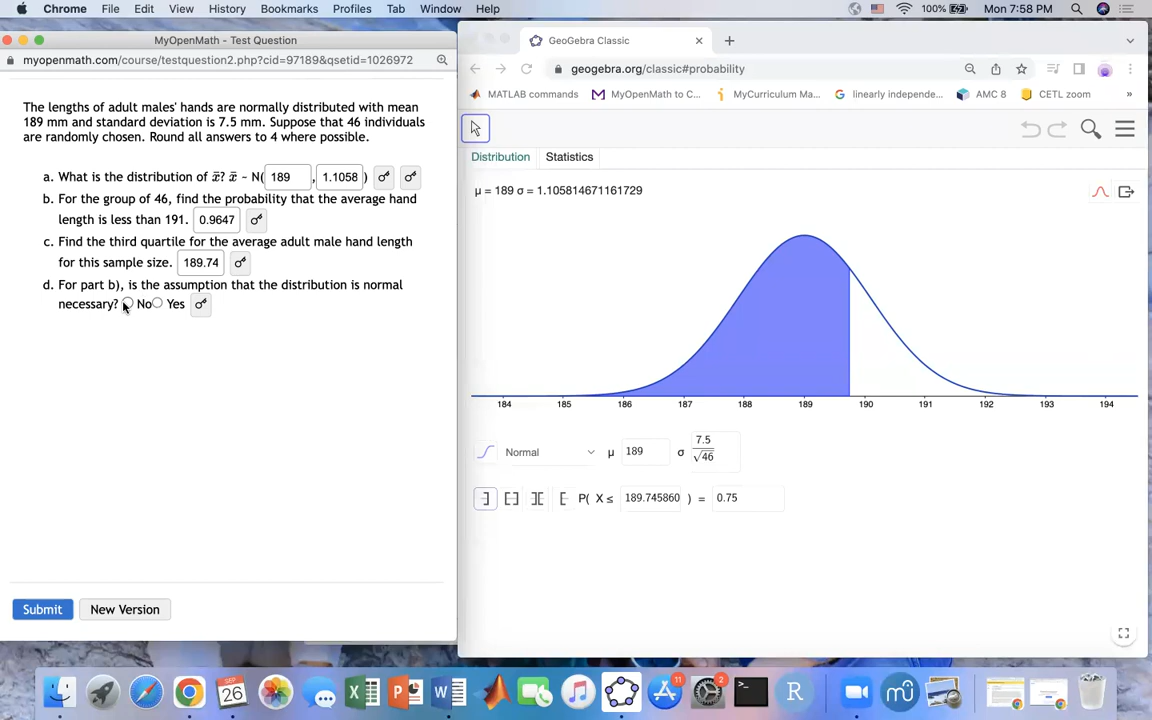 Chrome File Edit View History Bookmarks Profiles Tab Window Help 100% Mon 7:58 PM
MyOpenMath - Test Question
myopenmath.com/course/testquestion2.php?cid=97189&qsetid=1026972
The lengths of adult males' hands are normally distributed with mean
189 mm and standard deviation is 7.5 mm. Suppose that 46 individuals
are randomly chosen. Round all answers to 4 where possible.
a. What is the distribution of x̄? x̄ ~ N( 189 , 1.1058 )
b. For the group of 46, find the probability that the average hand
length is less than 191. 0.9647
c. Find the third quartile for the average adult male hand length
for this sample size. 189.74
d. For part b), is the assumption that the distribution is normal
necessary? No Yes
Submit New Version
GeoGebra Classic
geogebra.org/classic#probability
MATLAB commands MyOpenMath to C... MyCurriculum Ma... linearly independe... AMC 8 CETL zoom »
Distribution Statistics
μ = 189 σ = 1.105814671161729
184 185 186 187 188 189 190 191 192 193 194
Normal μ 189 σ 7.5/√46
P( X ≤ 189.745860 ) = 0.75
SEP
26
11
2
R